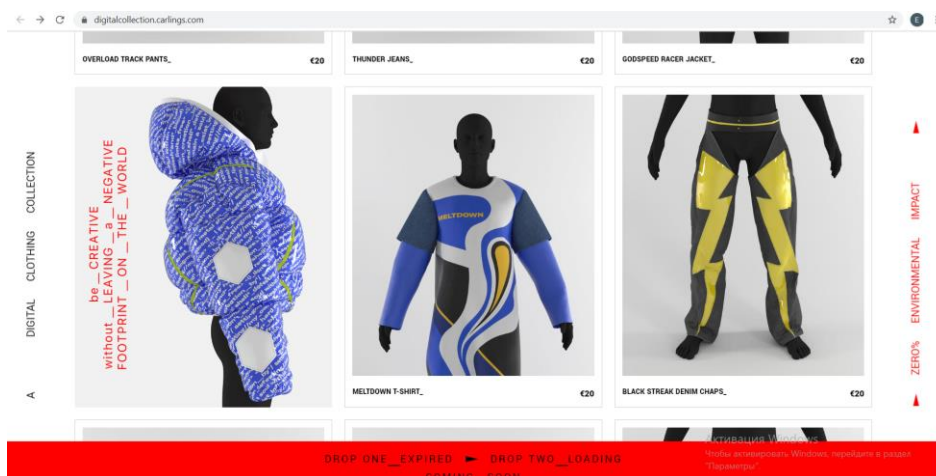 digitalcollection.carlings.com
E
OVERLOAD TRACK PANTS_ €20
THUNDER JEANS_ €20
GODSPEED RACER JACKET_ €20
A DIGITAL CLOTHING COLLECTION
be__CREATIVE
without__LEAVING__a__NEGATIVE
FOOTPRINT__ON__THE__WORLD
MELTDOWN
MELTDOWN T-SHIRT_ €20
BLACK STREAK DENIM CHAPS_ €20
ZERO% ENVIRONMENTAL IMPACT
DROP ONE__EXPIRED ► DROP TWO__LOADING
COMING SOON
Активация Windows
Чтобы активировать Windows, перейдите в раздел
"Параметры".